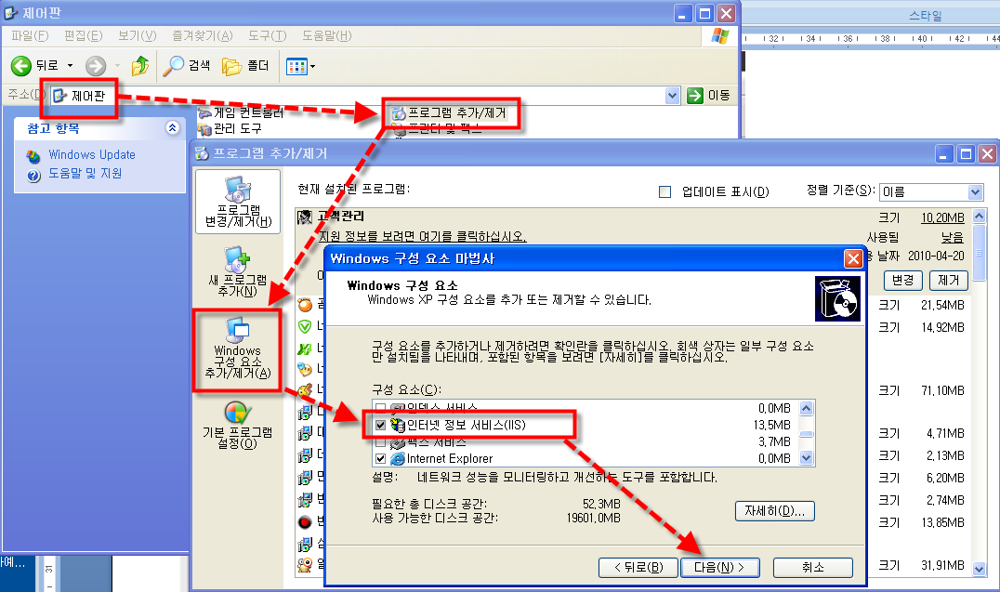 제어판
스타일
파일(F) 편집(E) 보기(V) 즐겨찾기(A) 도구(T) 도움말(H)
32 34 36 38 40 42 44
뒤로 검색 폴더
주소(D) 제어판 이동
게임 컨트롤러 프로그램 추가/제거
관리 도구 프린터 및 팩스
참고 항목
Windows Update
도움말 및 지원
프로그램 추가/제거
프로그램
변경/제거(H)
새 프로그램
추가(N)
Windows
구성 요소
추가/제거(A)
기본 프로그램
설정(O)
현재 설치된 프로그램: 업데이트 표시(D) 정렬 기준(S): 이름
고객관리 크기 10,20MB
지원 정보를 보려면 여기를 클릭하십시오. 사용됨 낮음
날짜 2010-04-20
변경 제거
크기 21,54MB
크기 14,92MB
크기 71,10MB
크기 4,71MB
크기 2,13MB
크기 6,20MB
크기 2,74MB
크기 13,85MB
크기 31,91MB
Windows 구성 요소 마법사
Windows 구성 요소
Windows XP 구성 요소를 추가 또는 제거할 수 있습니다.
구성 요소를 추가하거나 제거하려면 확인란을 클릭하십시오. 회색 상자는 일부 구성 요소
만 설치됨을 나타내며, 포함된 항목을 보려면 [자세히]를 클릭하십시오.
구성 요소(C):
인덱스 서비스 0,0MB
인터넷 정보 서비스(IIS) 13,5MB
팩스 서비스 3,7MB
Internet Explorer 0,0MB
설명: 네트워크 성능을 모니터링하고 개선하는 도구를 포함합니다.
필요한 총 디스크 공간: 52,3MB
사용 가능한 디스크 공간: 19601,0MB
자세히(D)...
< 뒤로(B) 다음(N) > 취소